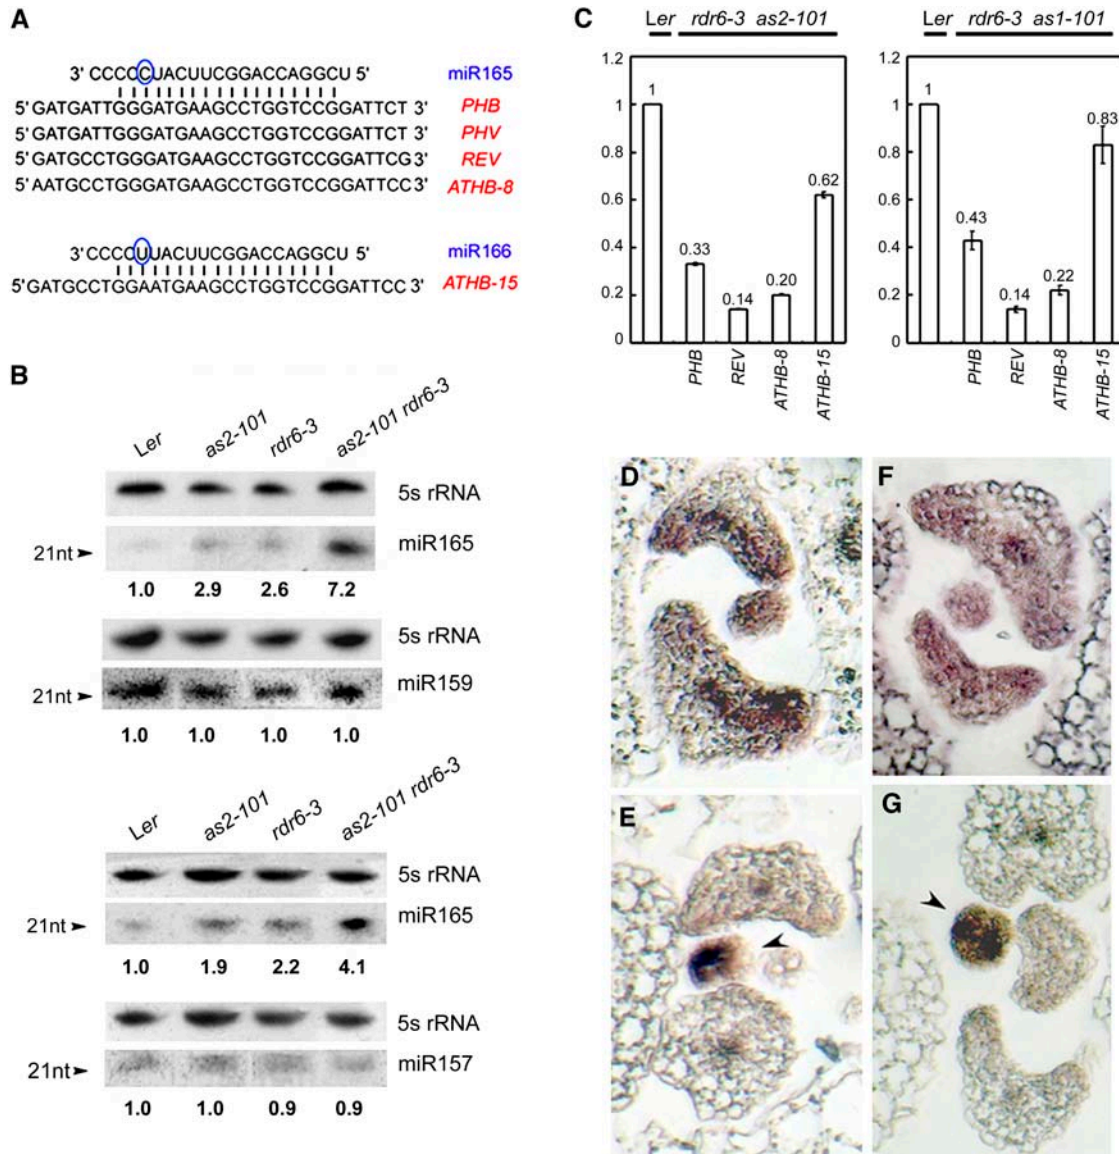 A
3' CCCCCUACUUCGGACCAGGCU 5' miR165
5' GATGATTGGGATGAAGCCTGGTCCGGATTCT 3' PHB
5' GATGATTGGGATGAAGCCTGGTCCGGATTCT 3' PHV
5' GATGCCTGGGATGAAGCCTGGTCCGGATTCG 3' REV
5' AATGCCTGGGATGAAGCCTGGTCCGGATTCC 3' ATHB-8
3' CCCCUUACUUCGGACCAGGCU 5' miR166
5' GATGCCTGGAATGAAGCCTGGTCCGGATTCC 3' ATHB-15
B
Ler as2-101 rdr6-3 as2-101 rdr6-3
5s rRNA
21nt miR165
1.0 2.9 2.6 7.2
5s rRNA
21nt miR159
1.0 1.0 1.0 1.0
Ler as2-101 rdr6-3 as2-101 rdr6-3
5s rRNA
21nt miR165
1.0 1.9 2.2 4.1
5s rRNA
21nt miR157
1.0 1.0 0.9 0.9
C
Ler rdr6-3 as2-101
1.2
1
0.8
0.6
0.4
0.2
0
1 0.33 0.14 0.20 0.62
PHB REV ATHB-8 ATHB-15
Ler rdr6-3 as1-101
1.2
1
0.8
0.6
0.4
0.2
0
1 0.43 0.14 0.22 0.83
PHB REV ATHB-8 ATHB-15
D
F
E
G